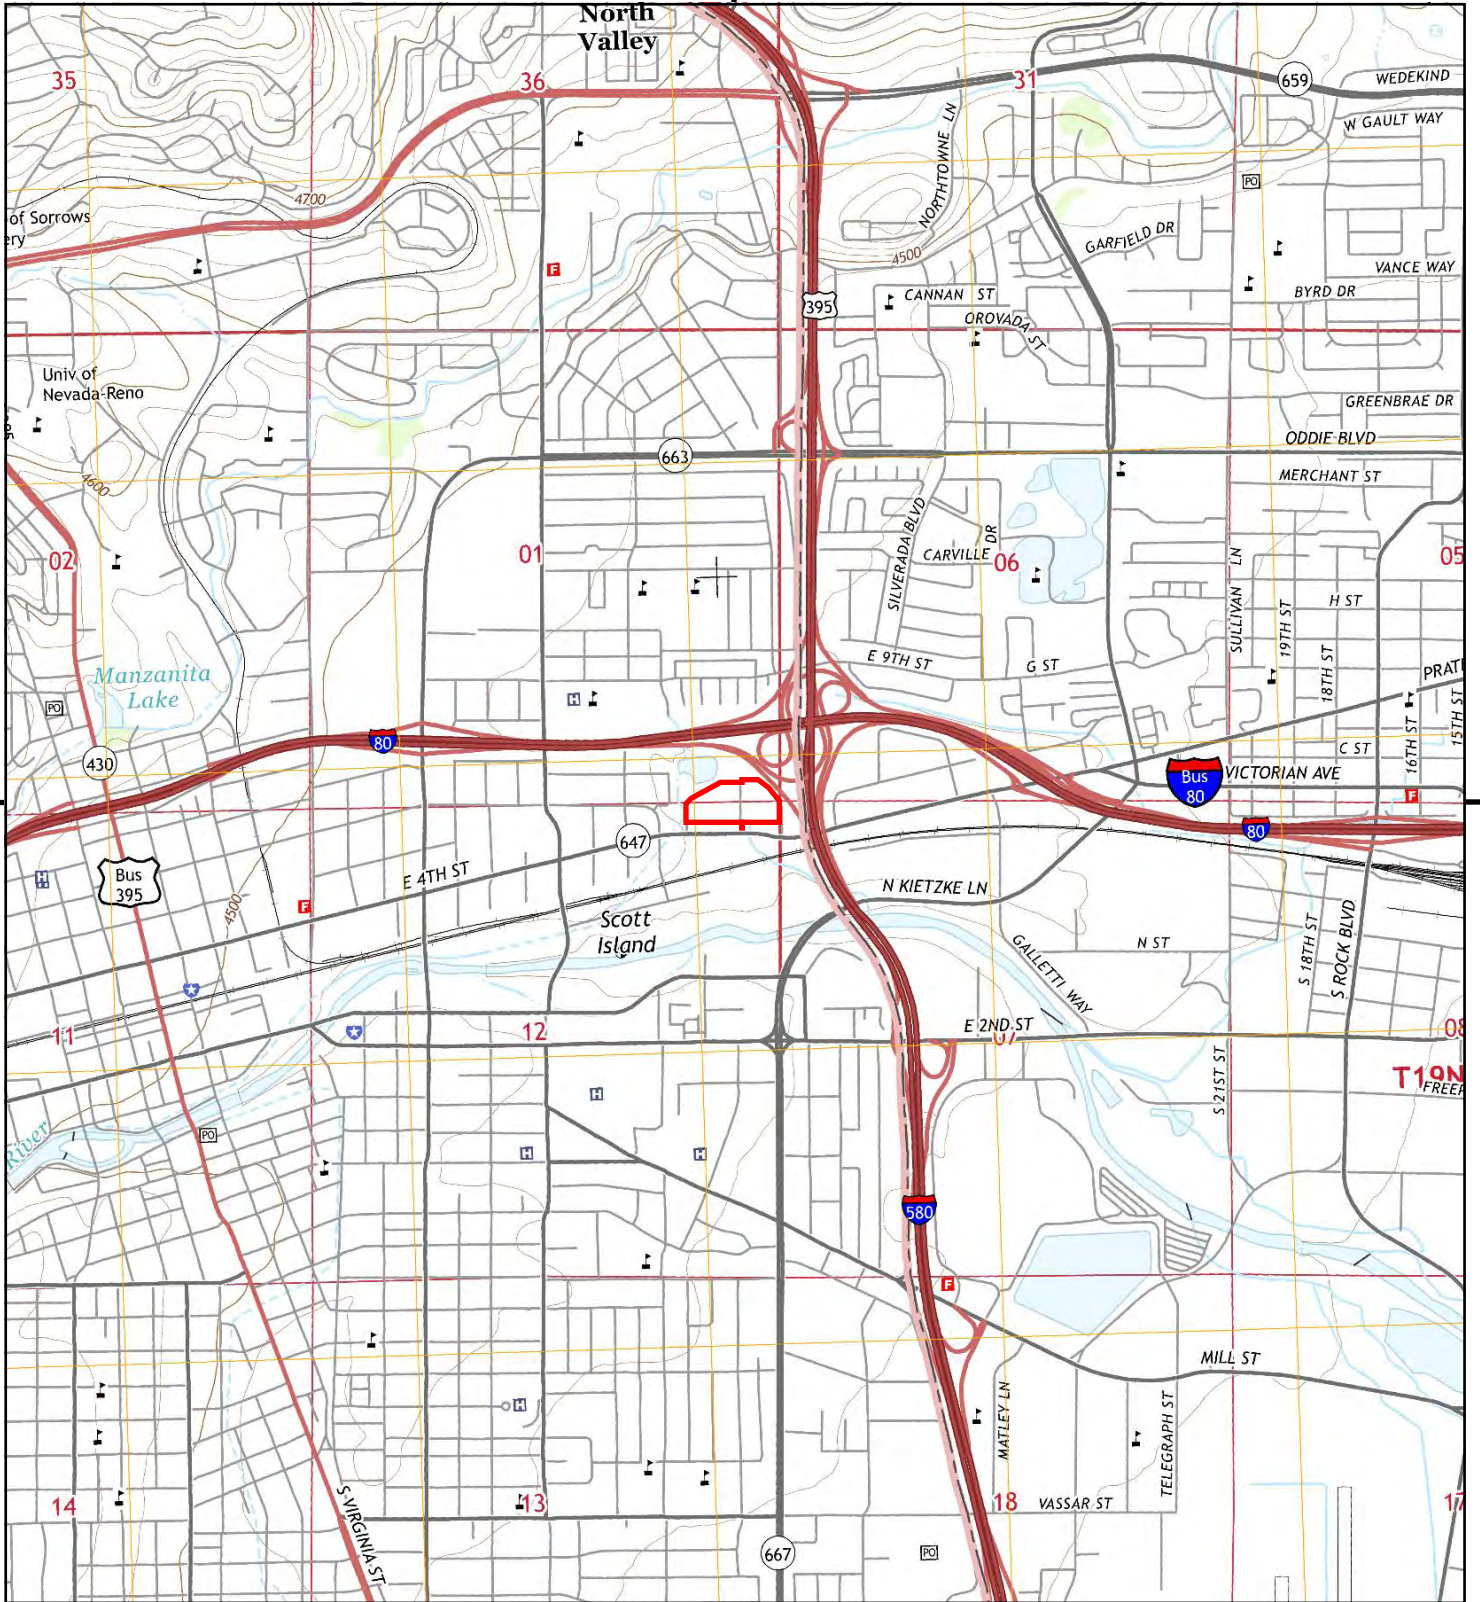 North
Valley
35
36
31
659
WEDEKIND
W GAULT WAY
NORTHTOWNE LN
PO
4700
of Sorrows
ery
GARFIELD DR
4500
F
VANCE WAY
395
CANNAN ST
BYRD DR
OROVADA ST
Univ of
Nevada-Reno
GREENBRAE DR
ODDIE BLVD
663
4600
MERCHANT ST
SILVERADA BLVD
CARVILLE DR
02
01
06
05
SULLIVAN LN
19TH ST
H ST
E 9TH ST
G ST
18TH ST
Manzanita
Lake
PO
H
16TH ST
15TH ST
80
C ST
430
Bus
80
VICTORIAN AVE
F
80
647
E 4TH ST
H
Bus
395
N KIETZKE LN
4500
F
Scott
Island
S 18TH ST
S ROCK BLVD
N ST
GALLETTI WAY
11
12
E 2ND ST
07
08
S 21ST ST
T19N
H
River
PO
H
H
580
F
MILL ST
H
MATLEY LN
TELEGRAPH ST
14
13
18
VASSAR ST
17
S VIRGINIA ST
667
PO